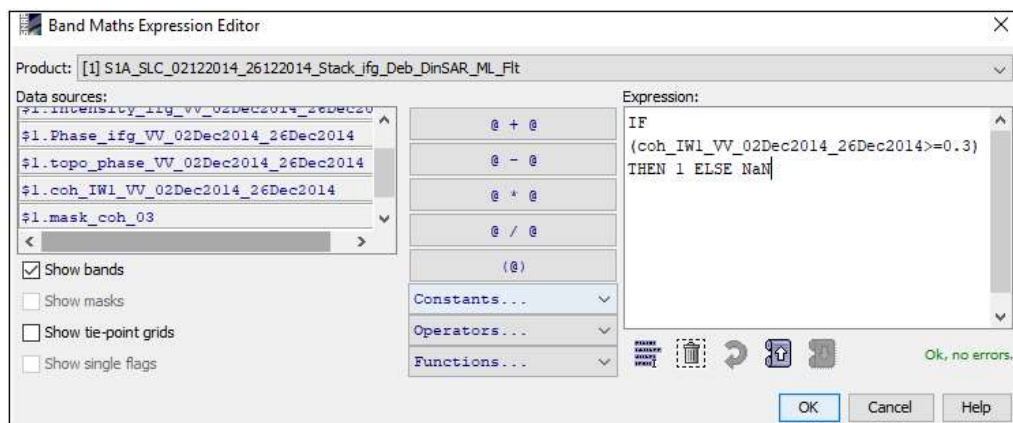 Band Maths Expression Editor
Product: [1] S1A_SLC_02122014_26122014_Stack_ifg_Deb_DinSAR_ML_Flt
Data sources:
$1.Intensity_ifg_VV_02Dec2014_26Dec20
$1.Phase_ifg_VV_02Dec2014_26Dec2014
$1.topo_phase_VV_02Dec2014_26Dec2014
$1.coh_IW1_VV_02Dec2014_26Dec2014
$1.mask_coh_03
Show bands
Show masks
Show tie-point grids
Show single flags
@ + @
@ - @
@ * @
@ / @
(@)
Constants...
Operators...
Functions...
Expression:
IF
(coh_IW1_VV_02Dec2014_26Dec2014>=0.3)
THEN 1 ELSE NaN
Ok, no errors.
OK
Cancel
Help